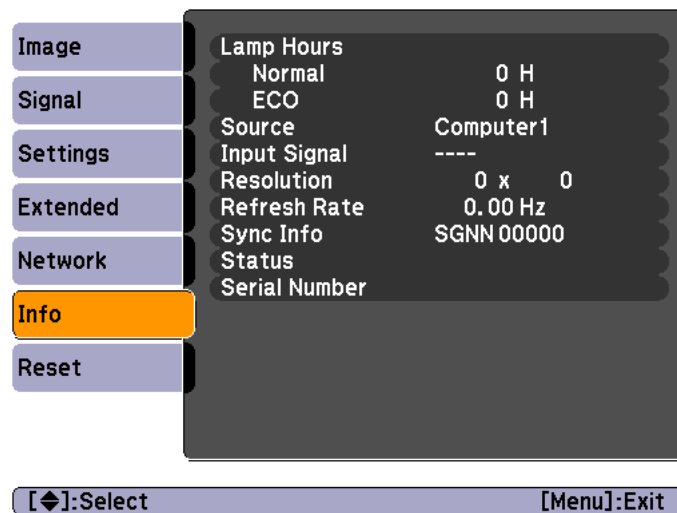 Image
Signal
Settings
Extended
Network
Info
Reset
Lamp Hours
Normal 0 H
ECO 0 H
Source Computer1
Input Signal ----
Resolution 0 x 0
Refresh Rate 0.00 Hz
Sync Info SGNN 00000
Status
Serial Number
[◆]:Select [Menu]:Exit